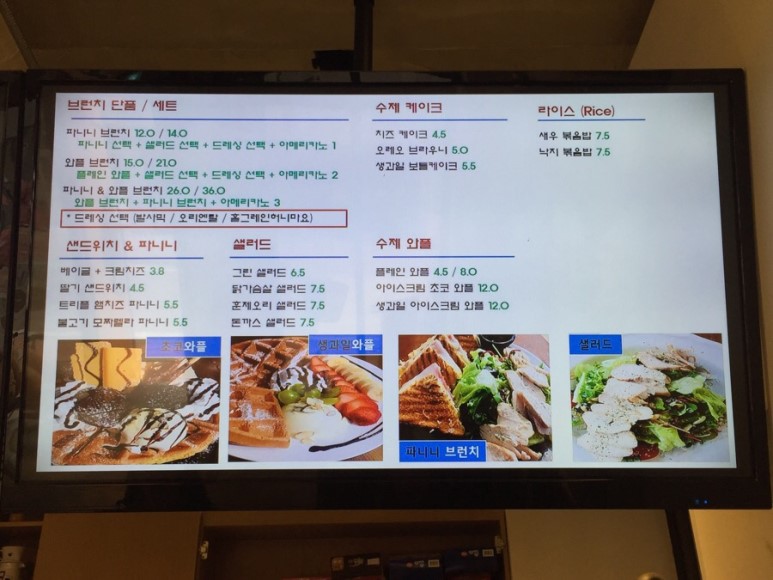 브런치 단품 / 세트
파니니 브런치 12.0 / 14.0
파니니 선택 + 샐러드 선택 + 드레싱 선택 + 아메리카노 1
와플 브런치 15.0 / 21.0
플레인 와플 + 샐러드 선택 + 드레싱 선택 + 아메리카노 2
파니니 & 와플 브런치 26.0 / 36.0
와플 브런치 + 파니니 브런치 + 아메리카노 3
* 드레싱 선택 (발사믹 / 오리엔탈 / 홀그레인허니마요)
수제 케이크
치즈 케이크 4.5
오레오 브라우니 5.0
생과일 보틀케이크 5.5
라이스 (Rice)
새우 볶음밥 7.5
낙지 볶음밥 7.5
샌드위치 & 파니니
베이글 + 크림치즈 3.8
딸기 샌드위치 4.5
트리플 햄치즈 파니니 5.5
불고기 모짜렐라 파니니 5.5
샐러드
그린 샐러드 6.5
닭가슴살 샐러드 7.5
훈제오리 샐러드 7.5
돈까스 샐러드 7.5
수제 와플
플레인 와플 4.5 / 8.0
아이스크림 초코 와플 12.0
생과일 아이스크림 와플 12.0
초코와플
생과일와플
파니니 브런치
샐러드